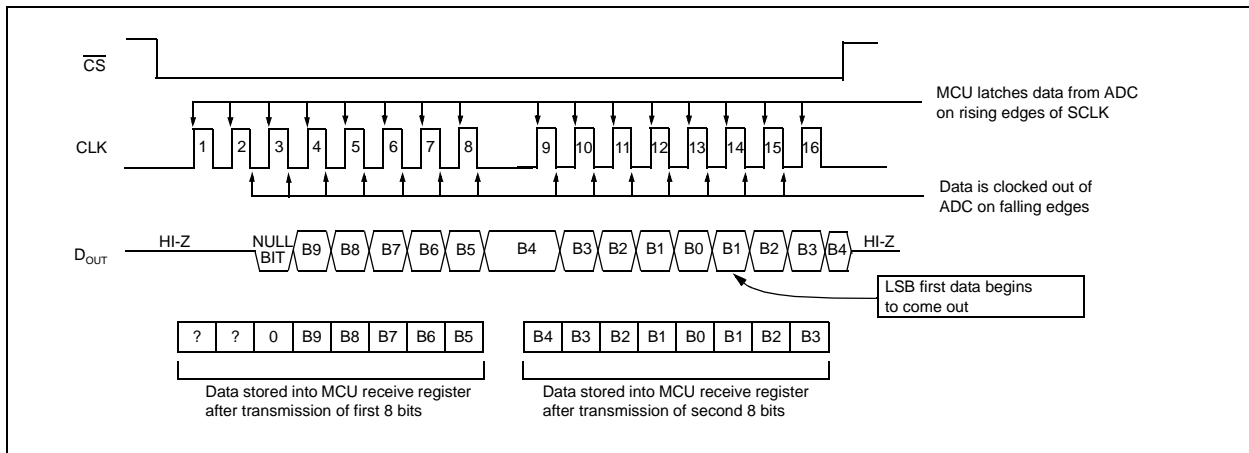 CS
MCU latches data from ADC
on rising edges of SCLK
CLK
1 2 3 4 5 6 7 8 9 10 11 12 13 14 15 16
Data is clocked out of
ADC on falling edges
DOUT
HI-Z
NULL
BIT
B9 B8 B7 B6 B5 B4 B3 B2 B1 B0 B1 B2 B3 B4
HI-Z
LSB first data begins
to come out
? ? 0 B9 B8 B7 B6 B5
B4 B3 B2 B1 B0 B1 B2 B3
Data stored into MCU receive register
after transmission of first 8 bits
Data stored into MCU receive register
after transmission of second 8 bits